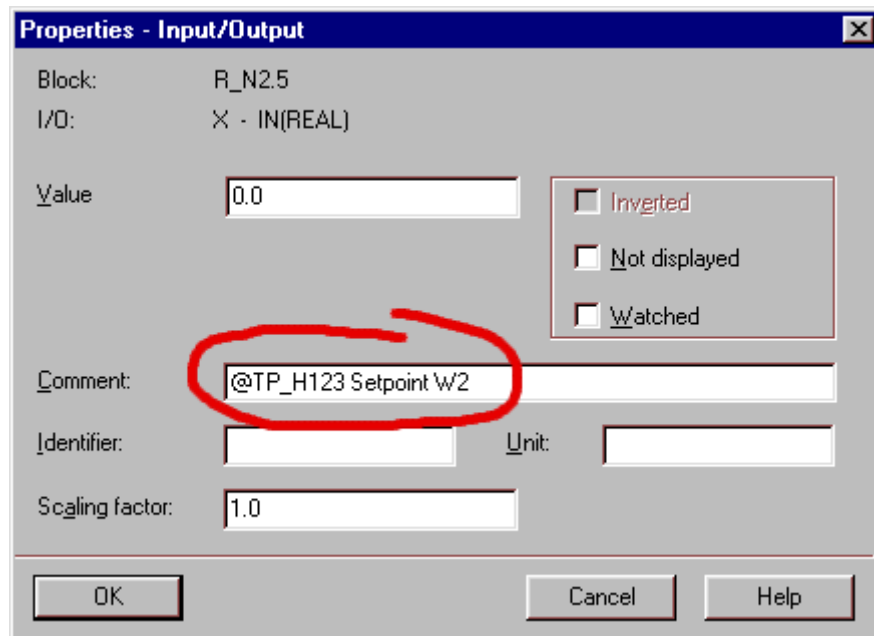 Properties - Input/Output
Block: R_N2.5
I/O: X - IN(REAL)
Value 0.0
Inverted
Not displayed
Watched
Comment: @TP_H123 Setpoint W2
Identifier: Unit:
Scaling factor: 1.0
OK Cancel Help